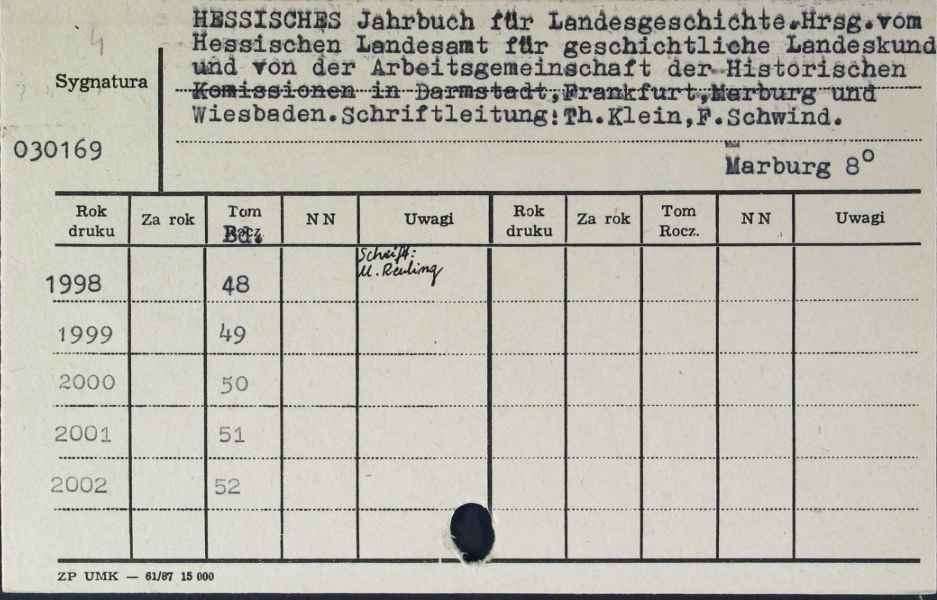 4
HESSISCHES Jahrbuch für Landesgeschichte.Hrsg.vom
Hessischen Landesamt für geschichtliche Landeskund
und von der Arbeitsgemeinschaft der Historischen
Sygnatura
Komissionen in Darmstadt,Frankfurt,Marburg und
Wiesbaden.Schriftleitung:Th.Klein,F.Schwind.
030169
Marburg 8°
Rok druku Za rok Tom Rocz. Bd. N N Uwagi Rok druku Za rok Tom Rocz. N N Uwagi
Schrift:
U. Reuling
1998 48
1999 49
2000 50
2001 51
2002 52
ZP UMK — 61/87 15 000